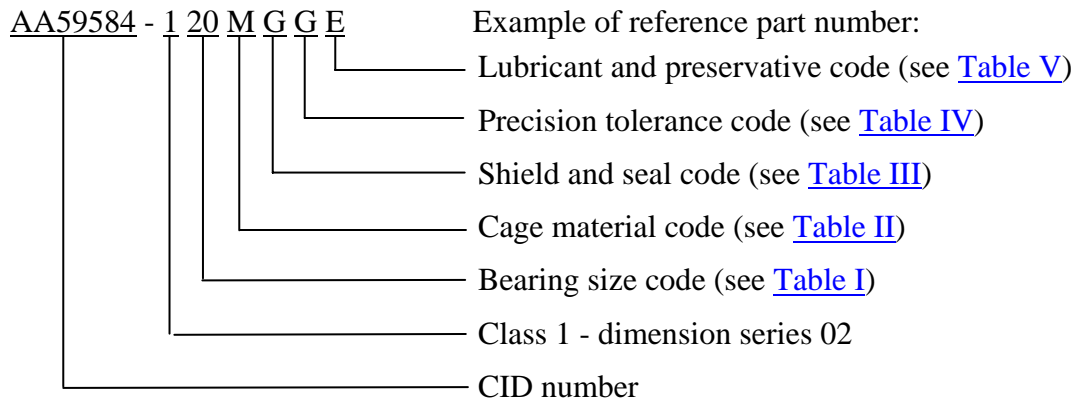 AA59584 - 1 20 M G G E Example of reference part number:
Lubricant and preservative code (see Table V)
Precision tolerance code (see Table IV)
Shield and seal code (see Table III)
Cage material code (see Table II)
Bearing size code (see Table I)
Class 1 - dimension series 02
CID number